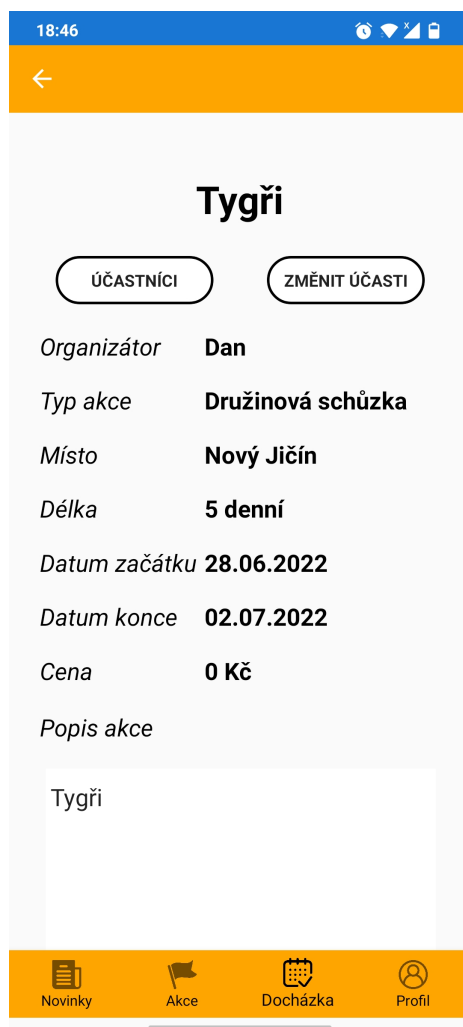 18:46
x
Tygři
ÚČASTNÍCI
ZMĚNIT ÚČASTI
Organizátor Dan
Typ akce Družinová schůzka
Místo Nový Jičín
Délka 5 denní
Datum začátku 28.06.2022
Datum konce 02.07.2022
Cena 0 Kč
Popis akce
Tygři
Novinky Akce Docházka Profil